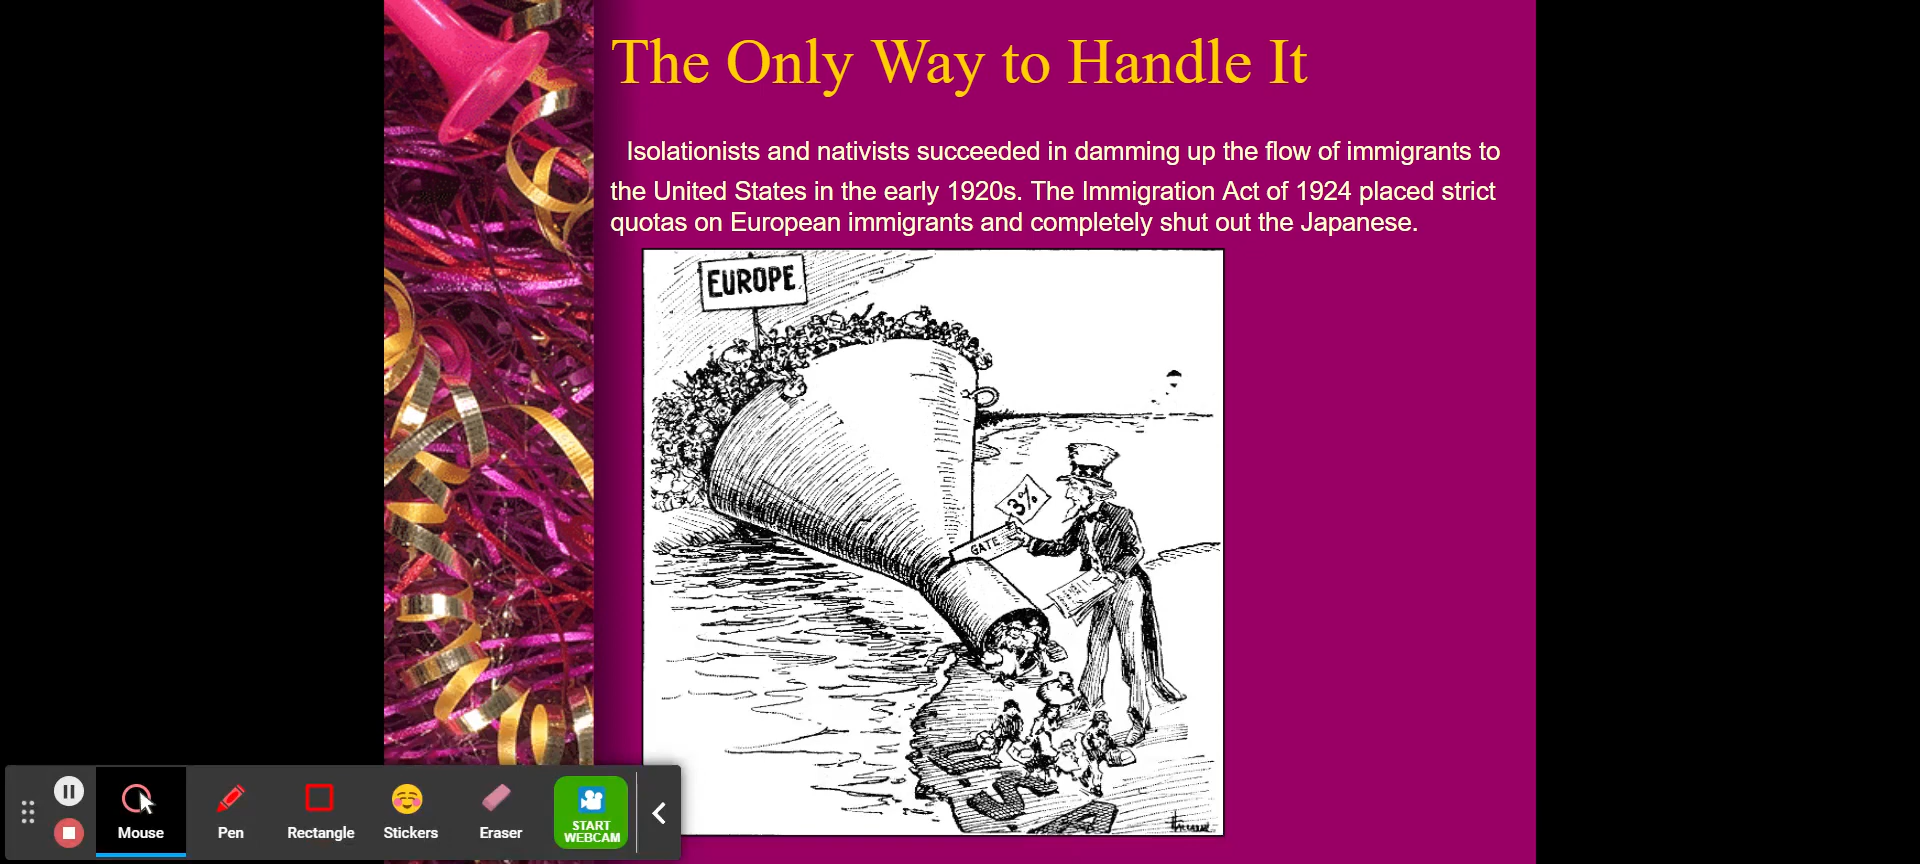 The Only Way to Handle It
Isolationists and nativists succeeded in damming up the flow of immigrants to
the United States in the early 1920s. The Immigration Act of 1924 placed strict
quotas on European immigrants and completely shut out the Japanese.
EUROPE
3%
GATE
USA
Mouse
Pen
Rectangle
Stickers
Eraser
START
WEBCAM